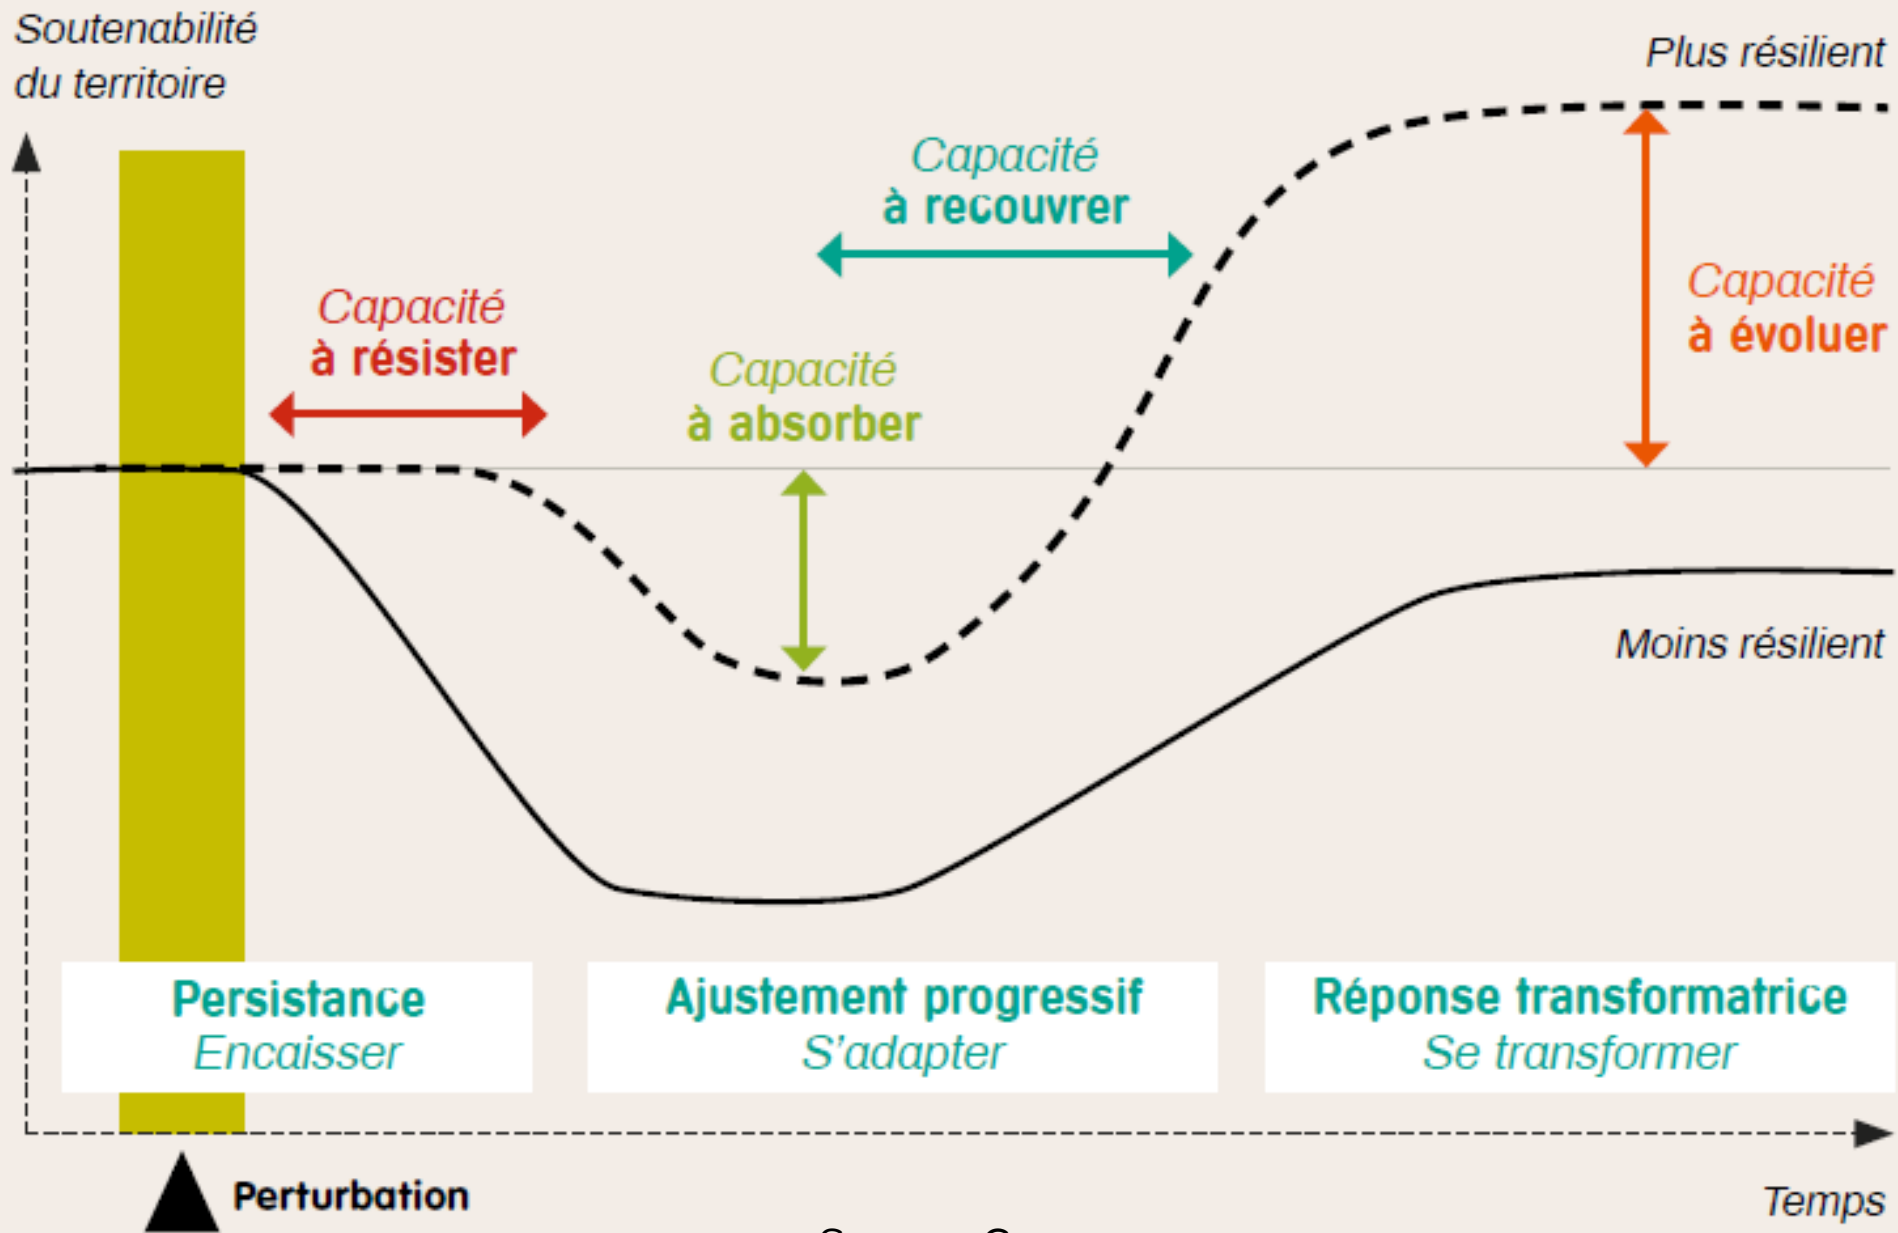 Soutenabilité
du territoire
Plus résilient
Capacité
à recouvrer
Capacité
à résister
Capacité
à absorber
Capacité
à évoluer
Moins résilient
Persistance
Encaisser
Ajustement progressif
S'adapter
Réponse transformatrice
Se transformer
Perturbation
Temps